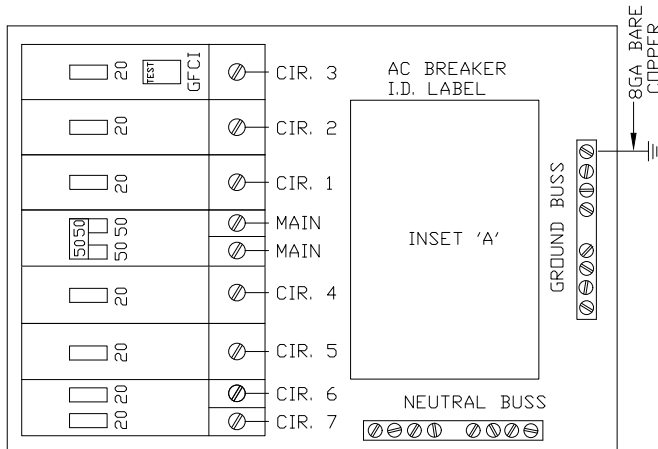 20 TEST GFCI CIR. 3
20 CIR. 2
20 CIR. 1
5050 50 MAIN
5050 50 MAIN
20 CIR. 4
20 CIR. 5
20 CIR. 6
20 CIR. 7
AC BREAKER
I.D. LABEL
INSET 'A'
NEUTRAL BUSS
GROUND BUSS
8GA BARE
COPPER